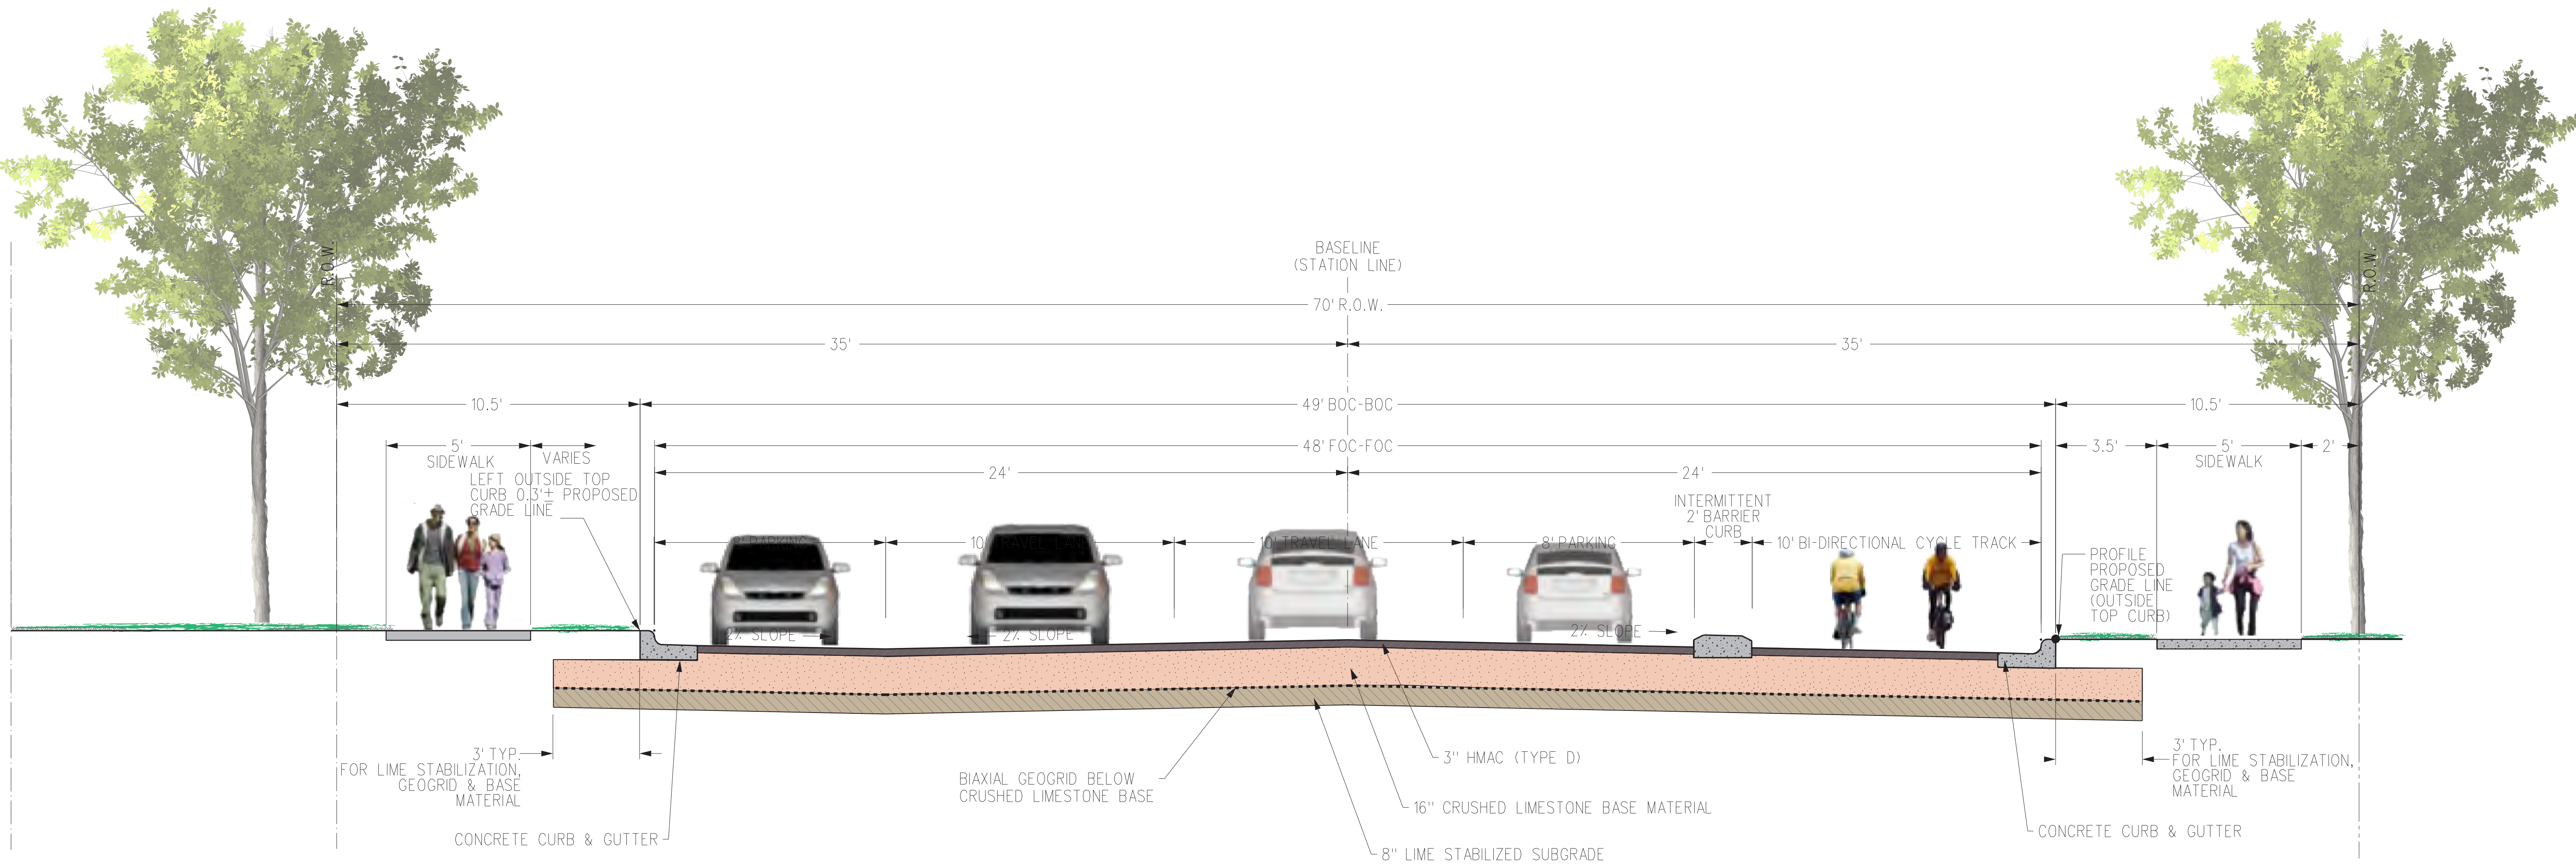 R.O.W.
BASELINE
(STATION LINE)
R.O.W.
70' R.O.W.
35'
35'
10.5'
49' BOC-BOC
10.5'
5'
SIDEWALK
VARIES
48' FOC-FOC
3.5'
5'
SIDEWALK
2'
24'
24'
LEFT OUTSIDE TOP
CURB 0.3'± PROPOSED
GRADE LINE
INTERMITTENT
2' BARRIER
CURB
8' PARKING
10' TRAVEL LANE
10' TRAVEL LANE
8' PARKING
10' BI-DIRECTIONAL CYCLE TRACK
PROFILE
PROPOSED
GRADE LINE
(OUTSIDE
TOP CURB)
2% SLOPE
2% SLOPE
2% SLOPE
3' TYP.
FOR LIME STABILIZATION,
GEOGRID & BASE
MATERIAL
CONCRETE CURB & GUTTER
BIAXIAL GEOGRID BELOW
CRUSHED LIMESTONE BASE
3" HMAC (TYPE D)
16" CRUSHED LIMESTONE BASE MATERIAL
8" LIME STABILIZED SUBGRADE
3' TYP.
FOR LIME STABILIZATION,
GEOGRID & BASE
MATERIAL
CONCRETE CURB & GUTTER